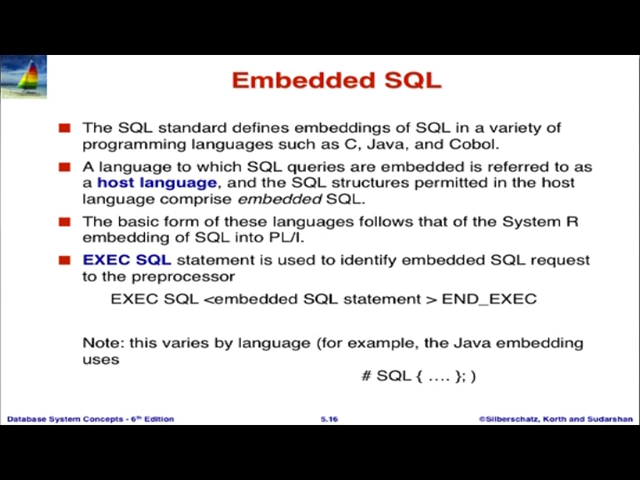 Embedded SQL
The SQL standard defines embeddings of SQL in a variety of
programming languages such as C, Java, and Cobol.
A language to which SQL queries are embedded is referred to as
a host language, and the SQL structures permitted in the host
language comprise embedded SQL.
The basic form of these languages follows that of the System R
embedding of SQL into PL/I.
EXEC SQL statement is used to identify embedded SQL request
to the preprocessor
EXEC SQL <embedded SQL statement > END_EXEC
Note: this varies by language (for example, the Java embedding
uses
# SQL { …. }; )
Database System Concepts - 6th Edition
5.16
©Silberschatz, Korth and Sudarshan